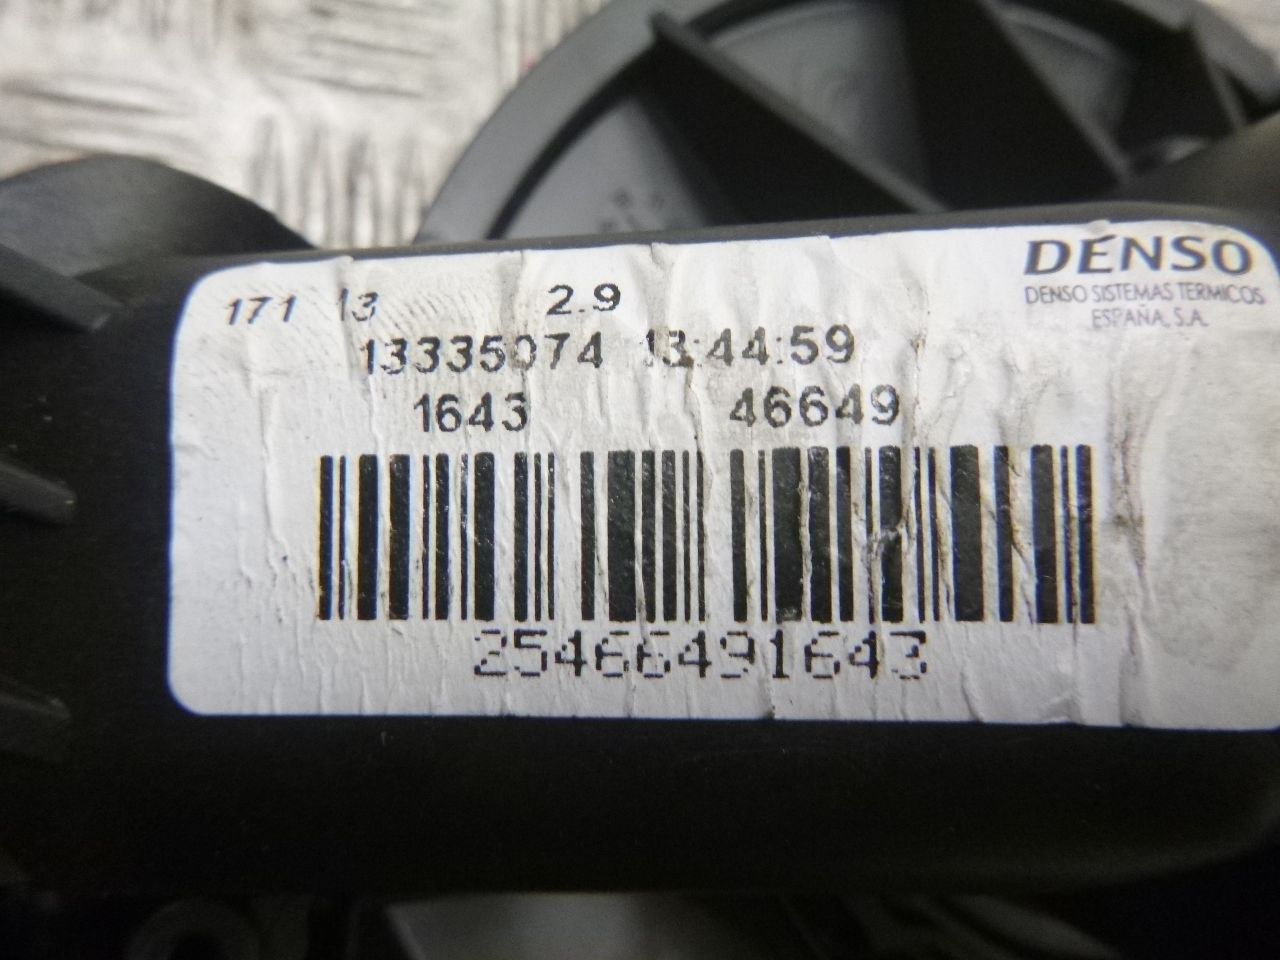 DENSO
DENSO SISTEMAS TERMICOS
ESPAÑA, S.A.
171 13 2.9
13335074 13:44:59
1643 46649
25466491643